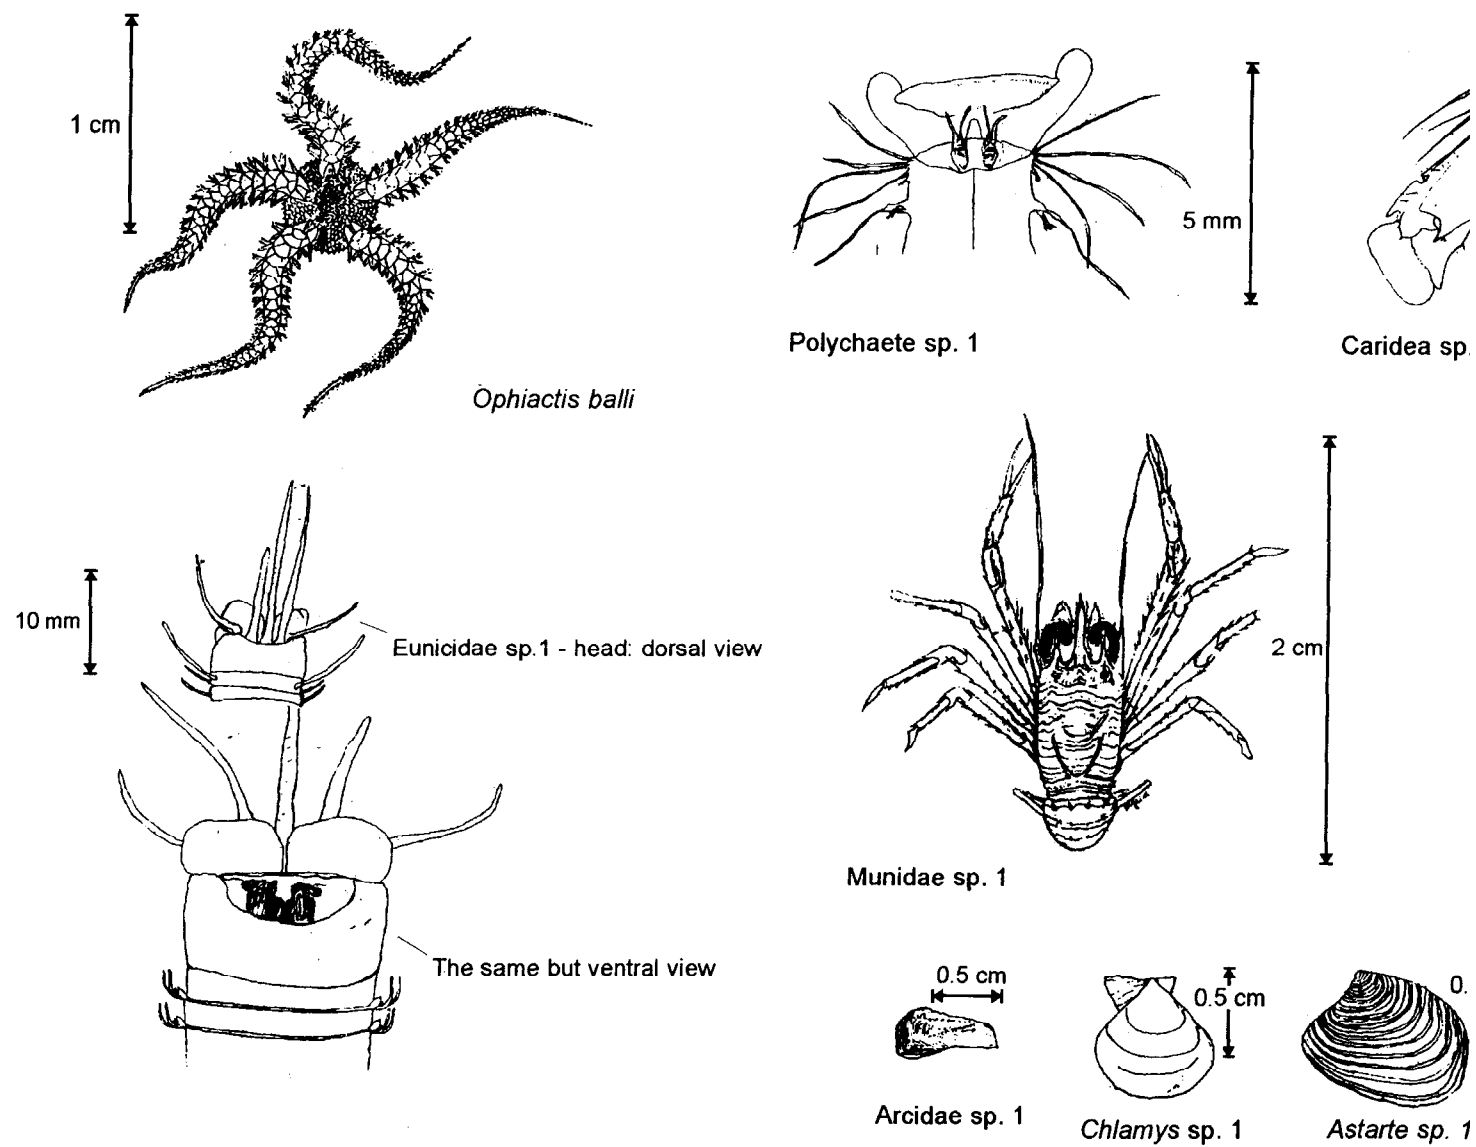 1 cm
Ophiactis balli
5 mm
Polychaete sp. 1
Caridea sp.
10 mm
Eunicidae sp.1 - head: dorsal view
The same but ventral view
2 cm
Munidae sp. 1
0.5 cm
Arcidae sp. 1
0.5 cm
Chlamys sp. 1
0.
Astarte sp. 1